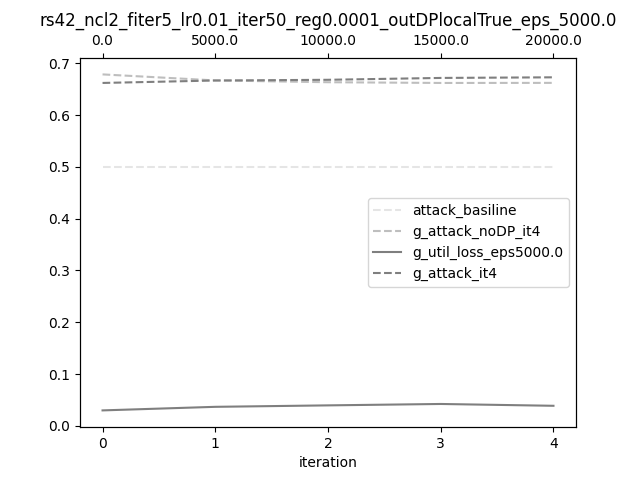 rs42_ncl2_fiter5_lr0.01_iter50_reg0.0001_outDPlocalTrue_eps_5000.0
0.0 5000.0 10000.0 15000.0 20000.0
0.7
0.6
0.5
0.4
0.3
0.2
0.1
0.0
attack_basiline
g_attack_noDP_it4
g_util_loss_eps5000.0
g_attack_it4
0 1 2 3 4
iteration